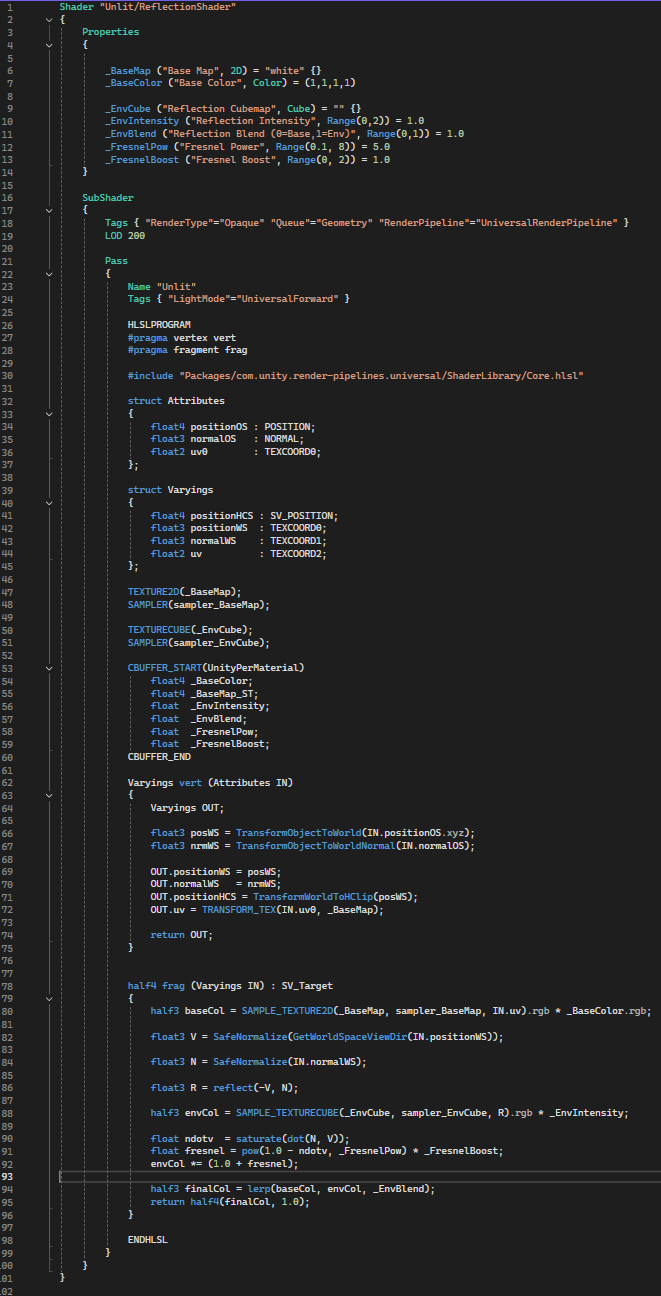 1 Shader "Unlit/ReflectionShader"
2 {
3 Properties
4 {
5
6 _BaseMap ("Base Map", 2D) = "white" {}
7 _BaseColor ("Base Color", Color) = (1,1,1,1)
8
9 _EnvCube ("Reflection Cubemap", Cube) = "" {}
10 _EnvIntensity ("Reflection Intensity", Range(0,2)) = 1.0
11 _EnvBlend ("Reflection Blend (0=Base,1=Env)", Range(0,1)) = 1.0
12 _FresnelPow ("Fresnel Power", Range(0.1, 8)) = 5.0
13 _FresnelBoost ("Fresnel Boost", Range(0, 2)) = 1.0
14 }
15
16 SubShader
17 {
18 Tags { "RenderType"="Opaque" "Queue"="Geometry" "RenderPipeline"="UniversalRenderPipeline" }
19 LOD 200
20
21 Pass
22 {
23 Name "Unlit"
24 Tags { "LightMode"="UniversalForward" }
25
26 HLSLPROGRAM
27 #pragma vertex vert
28 #pragma fragment frag
29
30 #include "Packages/com.unity.render-pipelines.universal/ShaderLibrary/Core.hlsl"
31
32 struct Attributes
33 {
34 float4 positionOS : POSITION;
35 float3 normalOS : NORMAL;
36 float2 uv0 : TEXCOORD0;
37 };
38
39 struct Varyings
40 {
41 float4 positionHCS : SV_POSITION;
42 float3 positionWS : TEXCOORD0;
43 float3 normalWS : TEXCOORD1;
44 float2 uv : TEXCOORD2;
45 };
46
47 TEXTURE2D(_BaseMap);
48 SAMPLER(sampler_BaseMap);
49
50 TEXTURECUBE(_EnvCube);
51 SAMPLER(sampler_EnvCube);
52
53 CBUFFER_START(UnityPerMaterial)
54 float4 _BaseColor;
55 float4 _BaseMap_ST;
56 float _EnvIntensity;
57 float _EnvBlend;
58 float _FresnelPow;
59 float _FresnelBoost;
60 CBUFFER_END
61
62 Varyings vert (Attributes IN)
63 {
64 Varyings OUT;
65
66 float3 posWS = TransformObjectToWorld(IN.positionOS.xyz);
67 float3 nrmWS = TransformObjectToWorldNormal(IN.normalOS);
68
69 OUT.positionWS = posWS;
70 OUT.normalWS = nrmWS;
71 OUT.positionHCS = TransformWorldToHClip(posWS);
72 OUT.uv = TRANSFORM_TEX(IN.uv0, _BaseMap);
73
74 return OUT;
75 }
76
77
78 half4 frag (Varyings IN) : SV_Target
79 {
80 half3 baseCol = SAMPLE_TEXTURE2D(_BaseMap, sampler_BaseMap, IN.uv).rgb * _BaseColor.rgb;
81
82 float3 V = SafeNormalize(GetWorldSpaceViewDir(IN.positionWS));
83
84 float3 N = SafeNormalize(IN.normalWS);
85
86 float3 R = reflect(-V, N);
87
88 half3 envCol = SAMPLE_TEXTURECUBE(_EnvCube, sampler_EnvCube, R).rgb * _EnvIntensity;
89
90 float ndotv = saturate(dot(N, V));
91 float fresnel = pow(1.0 - ndotv, _FresnelPow) * _FresnelBoost;
92 envCol *= (1.0 + fresnel);
93
94 half3 finalCol = lerp(baseCol, envCol, _EnvBlend);
95 return half4(finalCol, 1.0);
96 }
97
98 ENDHLSL
99 }
00 }
01 }
02